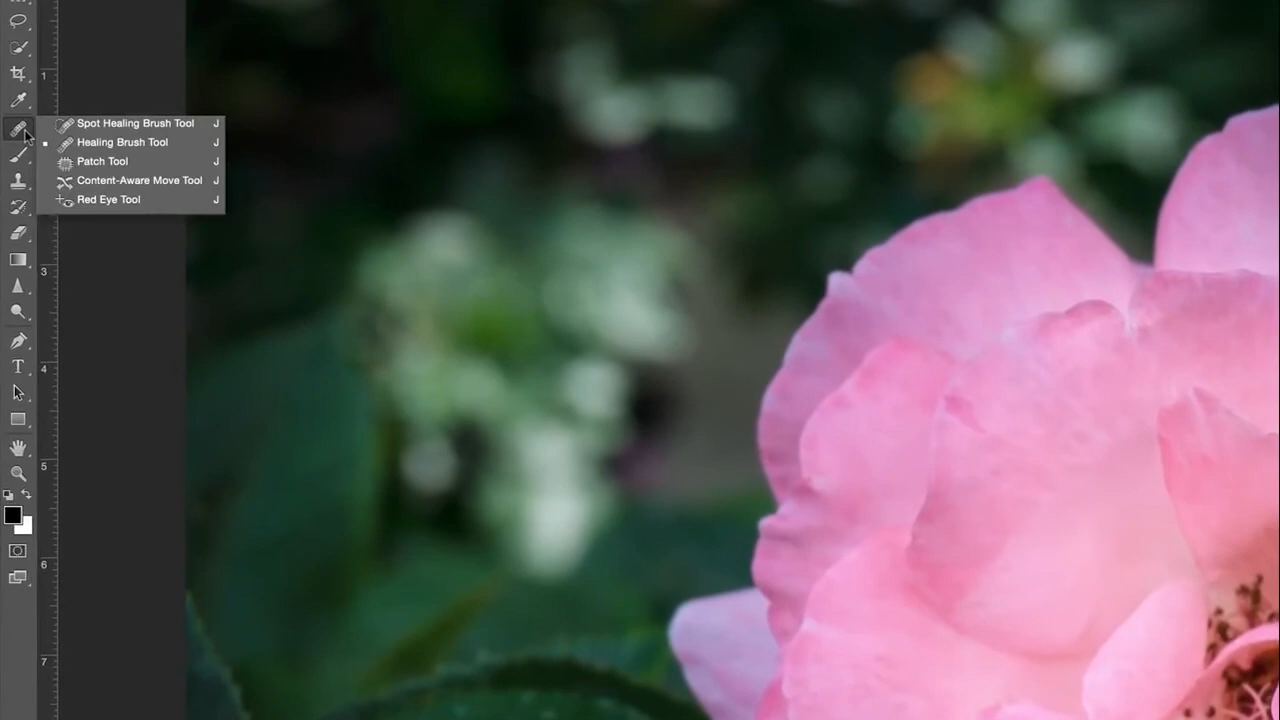 1
Spot Healing Brush Tool J
Healing Brush Tool J
Patch Tool J
Content-Aware Move Tool J
Red Eye Tool J
3
4
T
5
6
7